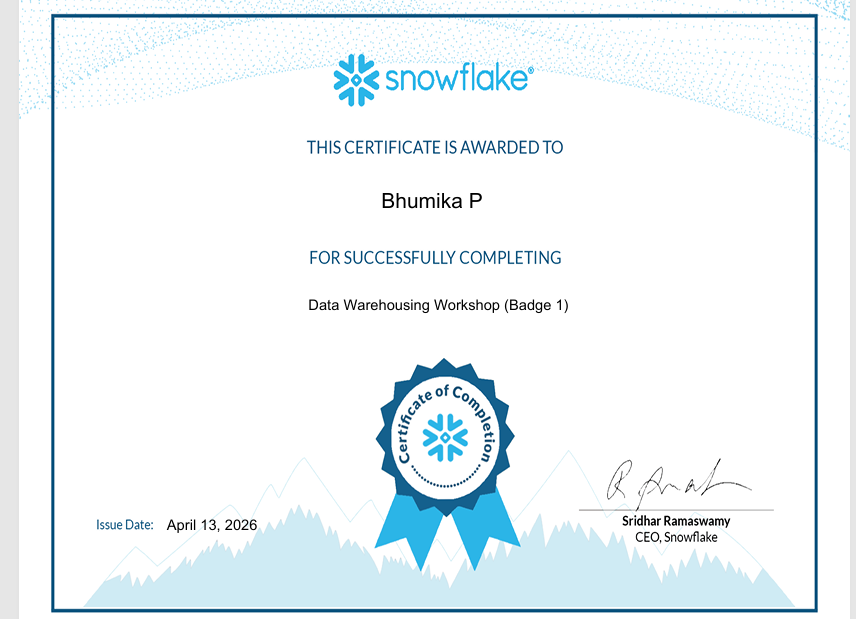 snowflake®
THIS CERTIFICATE IS AWARDED TO
Bhumika P
FOR SUCCESSFULLY COMPLETING
Data Warehousing Workshop (Badge 1)
Certificate of Completion
Issue Date: April 13, 2026
Sridhar Ramaswamy
CEO, Snowflake